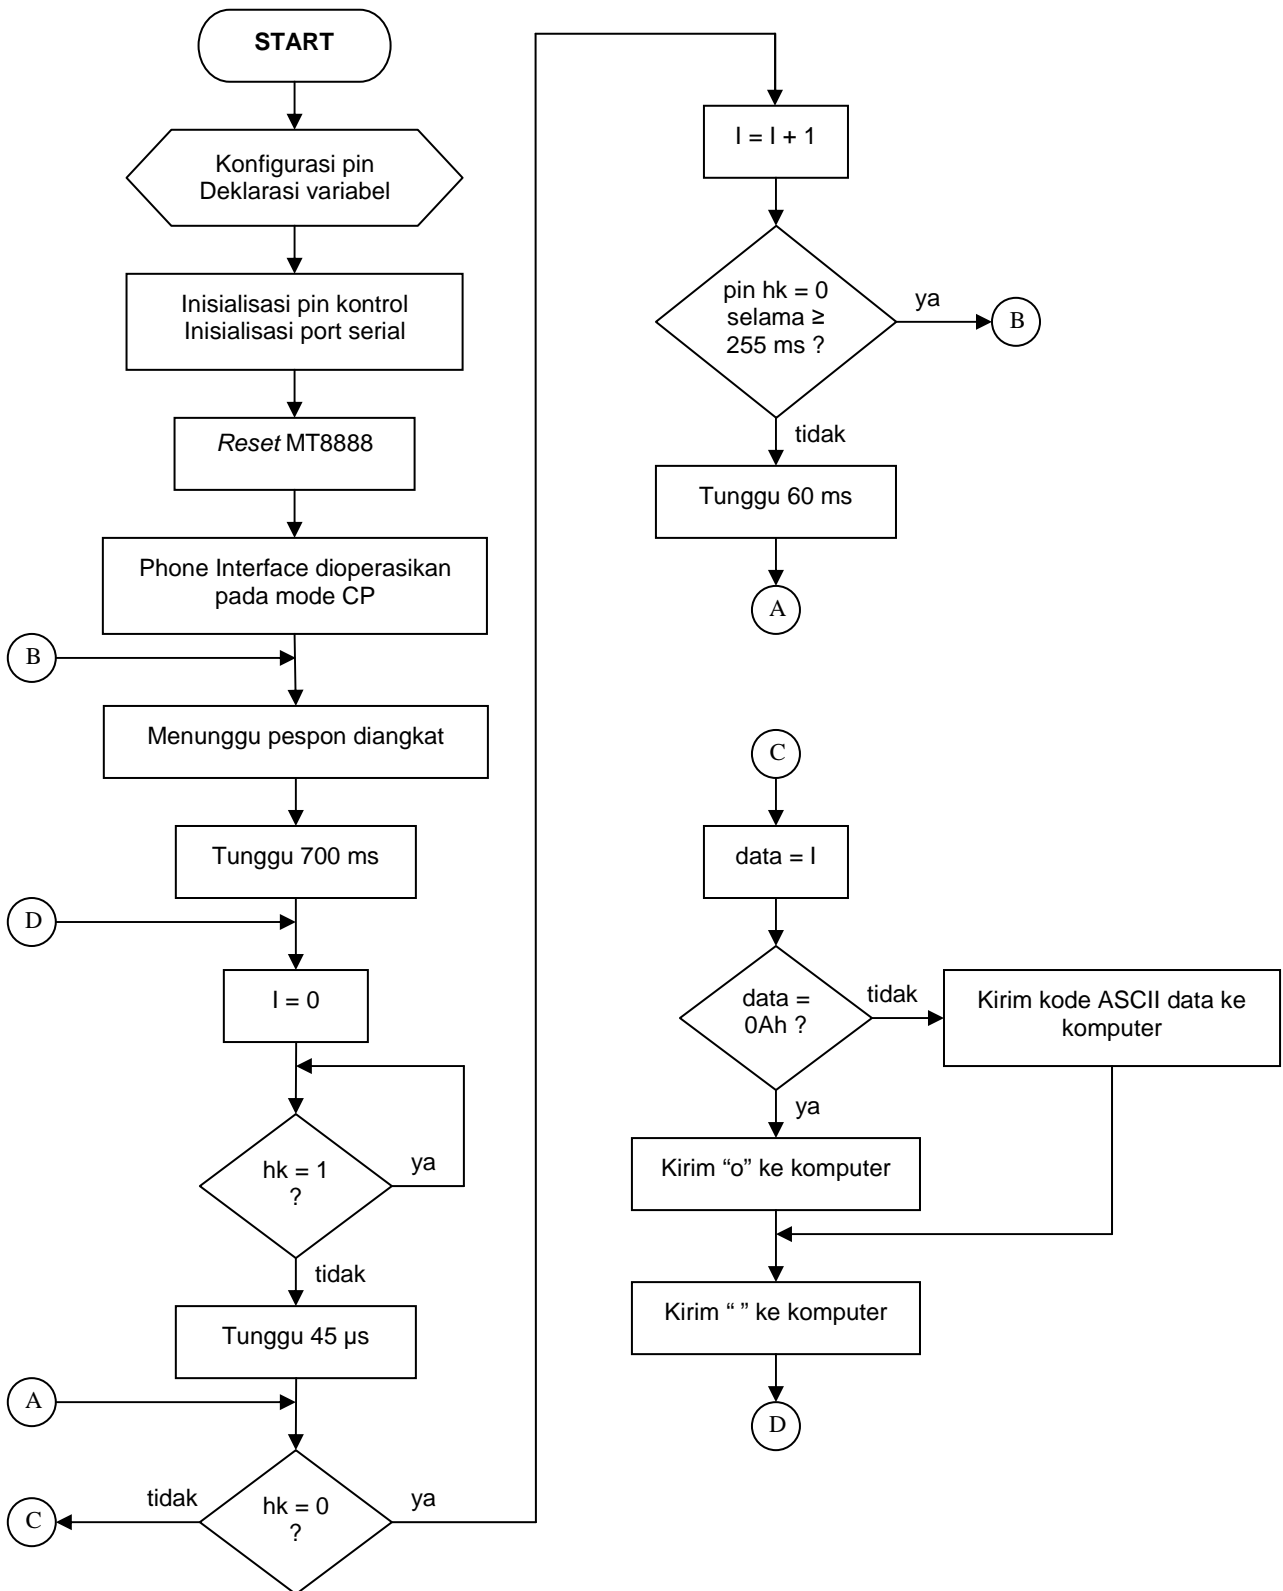 START
Konfigurasi pin
Deklarasi variabel
Inisialisasi pin kontrol
Inisialisasi port serial
Reset MT8888
Phone Interface dioperasikan
pada mode CP
B
Menunggu pespon diangkat
Tunggu 700 ms
D
I = 0
hk = 1
?
ya
tidak
Tunggu 45 µs
A
hk = 0
?
tidak
ya
C
I = I + 1
pin hk = 0
selama ≥
255 ms ?
ya
B
tidak
Tunggu 60 ms
A
C
data = I
data =
0Ah ?
tidak
Kirim kode ASCII data ke
komputer
ya
Kirim “o” ke komputer
Kirim “ ” ke komputer
D